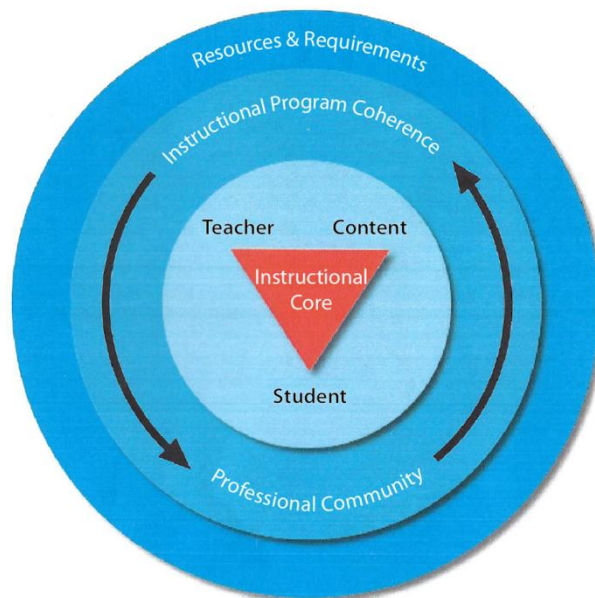 Resources & Requirements
Instructional Program Coherence
Teacher
Content
Instructional
Core
Student
Professional Community